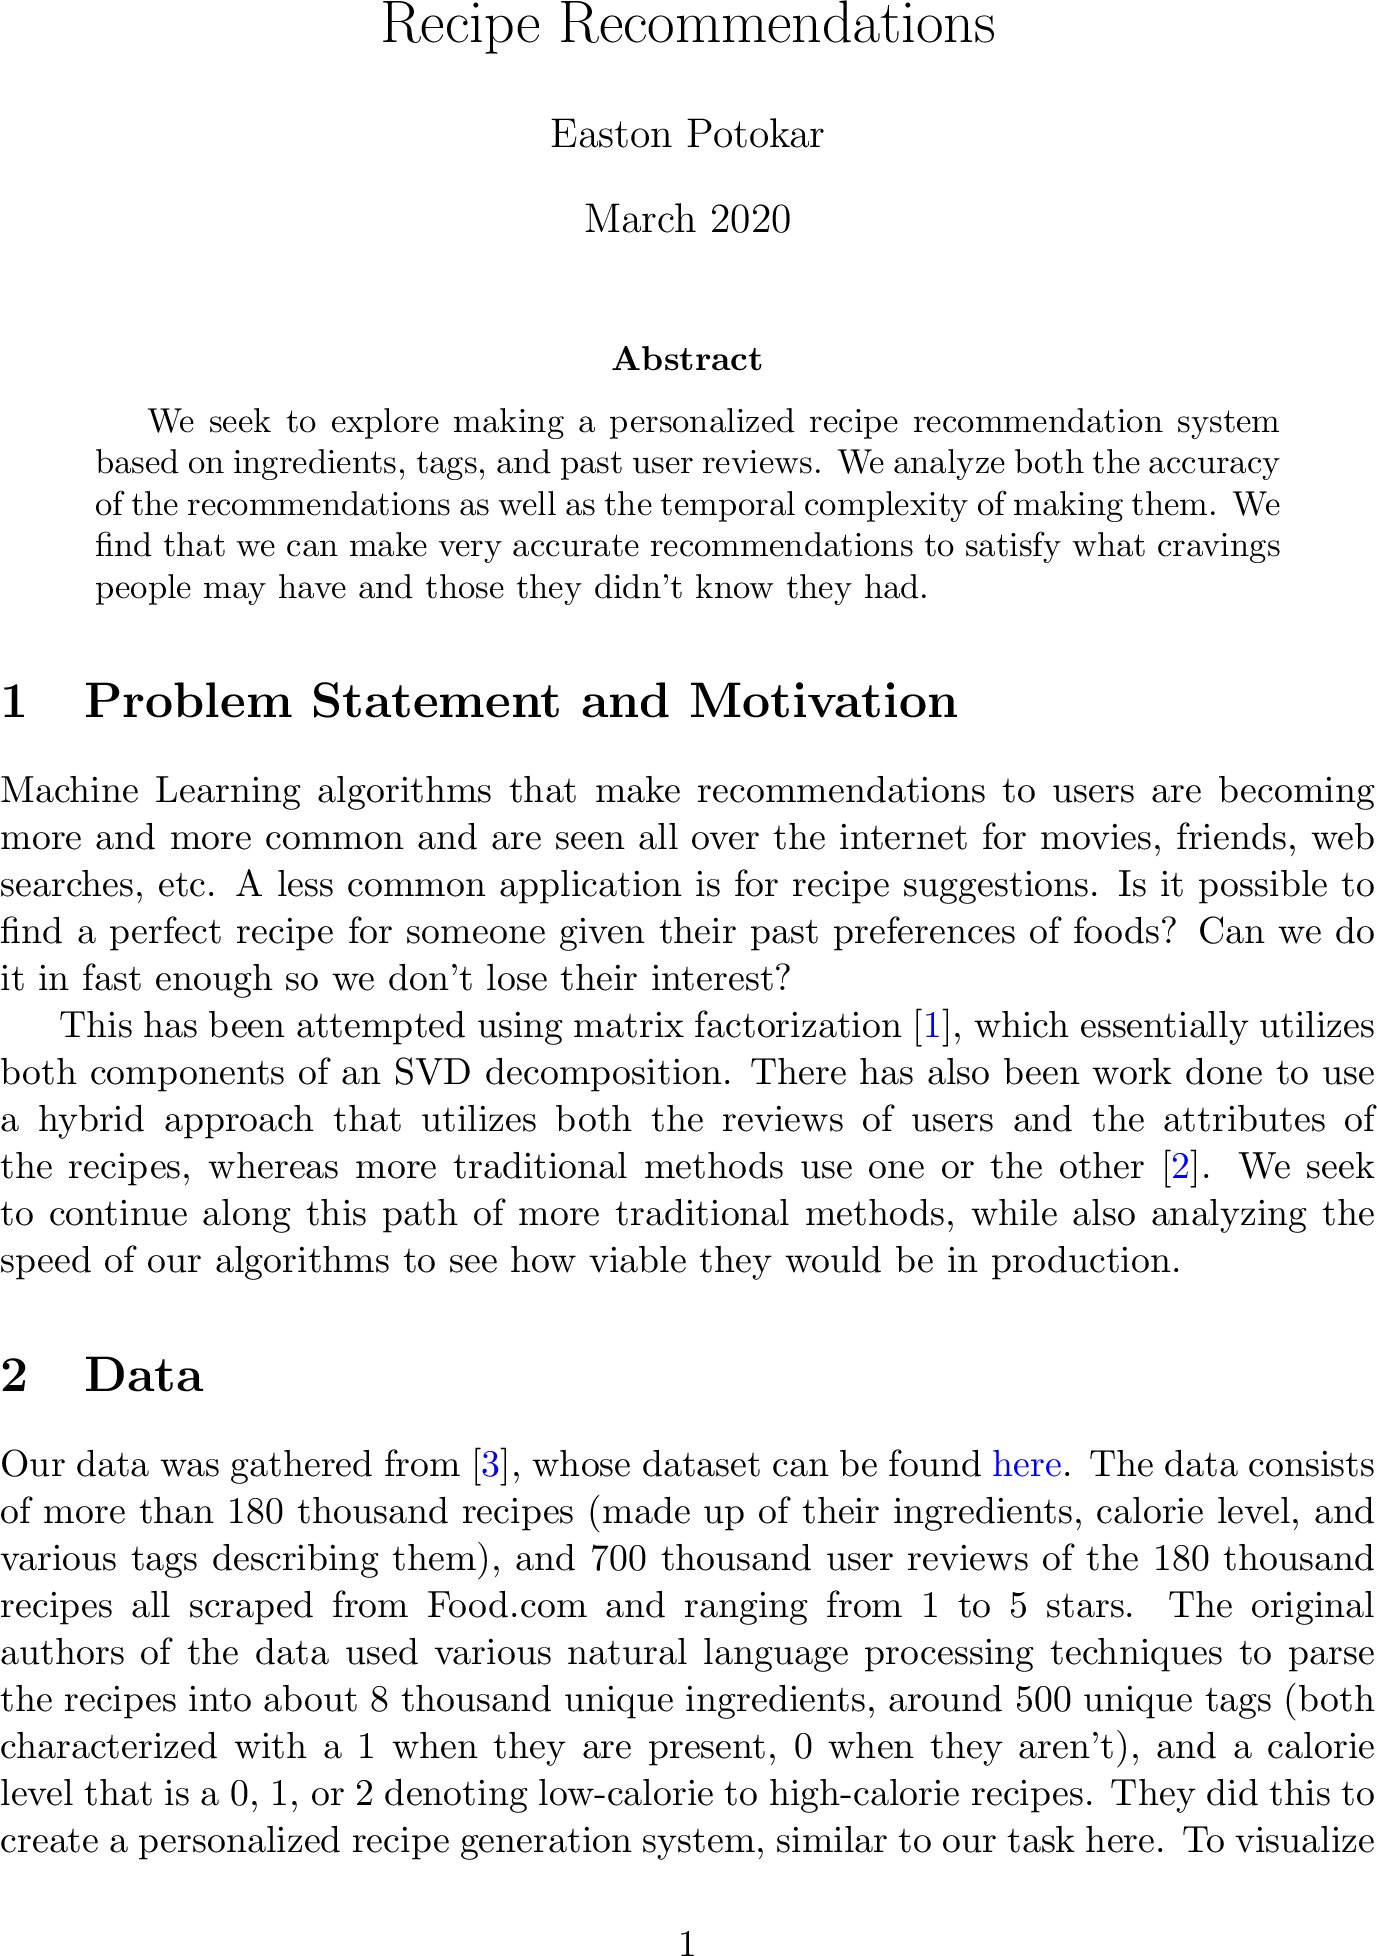 Recipe Recommendations
Easton Potokar
March 2020
Abstract
We seek to explore making a personalized recipe recommendation system
based on ingredients, tags, and past user reviews. We analyze both the accuracy
of the recommendations as well as the temporal complexity of making them. We
find that we can make very accurate recommendations to satisfy what cravings
people may have and those they didn't know they had.
1 Problem Statement and Motivation
Machine Learning algorithms that make recommendations to users are becoming
more and more common and are seen all over the internet for movies, friends, web
searches, etc. A less common application is for recipe suggestions. Is it possible to
find a perfect recipe for someone given their past preferences of foods? Can we do
it in fast enough so we don't lose their interest?
This has been attempted using matrix factorization [1], which essentially utilizes
both components of an SVD decomposition. There has also been work done to use
a hybrid approach that utilizes both the reviews of users and the attributes of
the recipes, whereas more traditional methods use one or the other [2]. We seek
to continue along this path of more traditional methods, while also analyzing the
speed of our algorithms to see how viable they would be in production.
2 Data
Our data was gathered from [3], whose dataset can be found here. The data consists
of more than 180 thousand recipes (made up of their ingredients, calorie level, and
various tags describing them), and 700 thousand user reviews of the 180 thousand
recipes all scraped from Food.com and ranging from 1 to 5 stars. The original
authors of the data used various natural language processing techniques to parse
the recipes into about 8 thousand unique ingredients, around 500 unique tags (both
characterized with a 1 when they are present, 0 when they aren't), and a calorie
level that is a 0, 1, or 2 denoting low-calorie to high-calorie recipes. They did this to
create a personalized recipe generation system, similar to our task here. To visualize
1